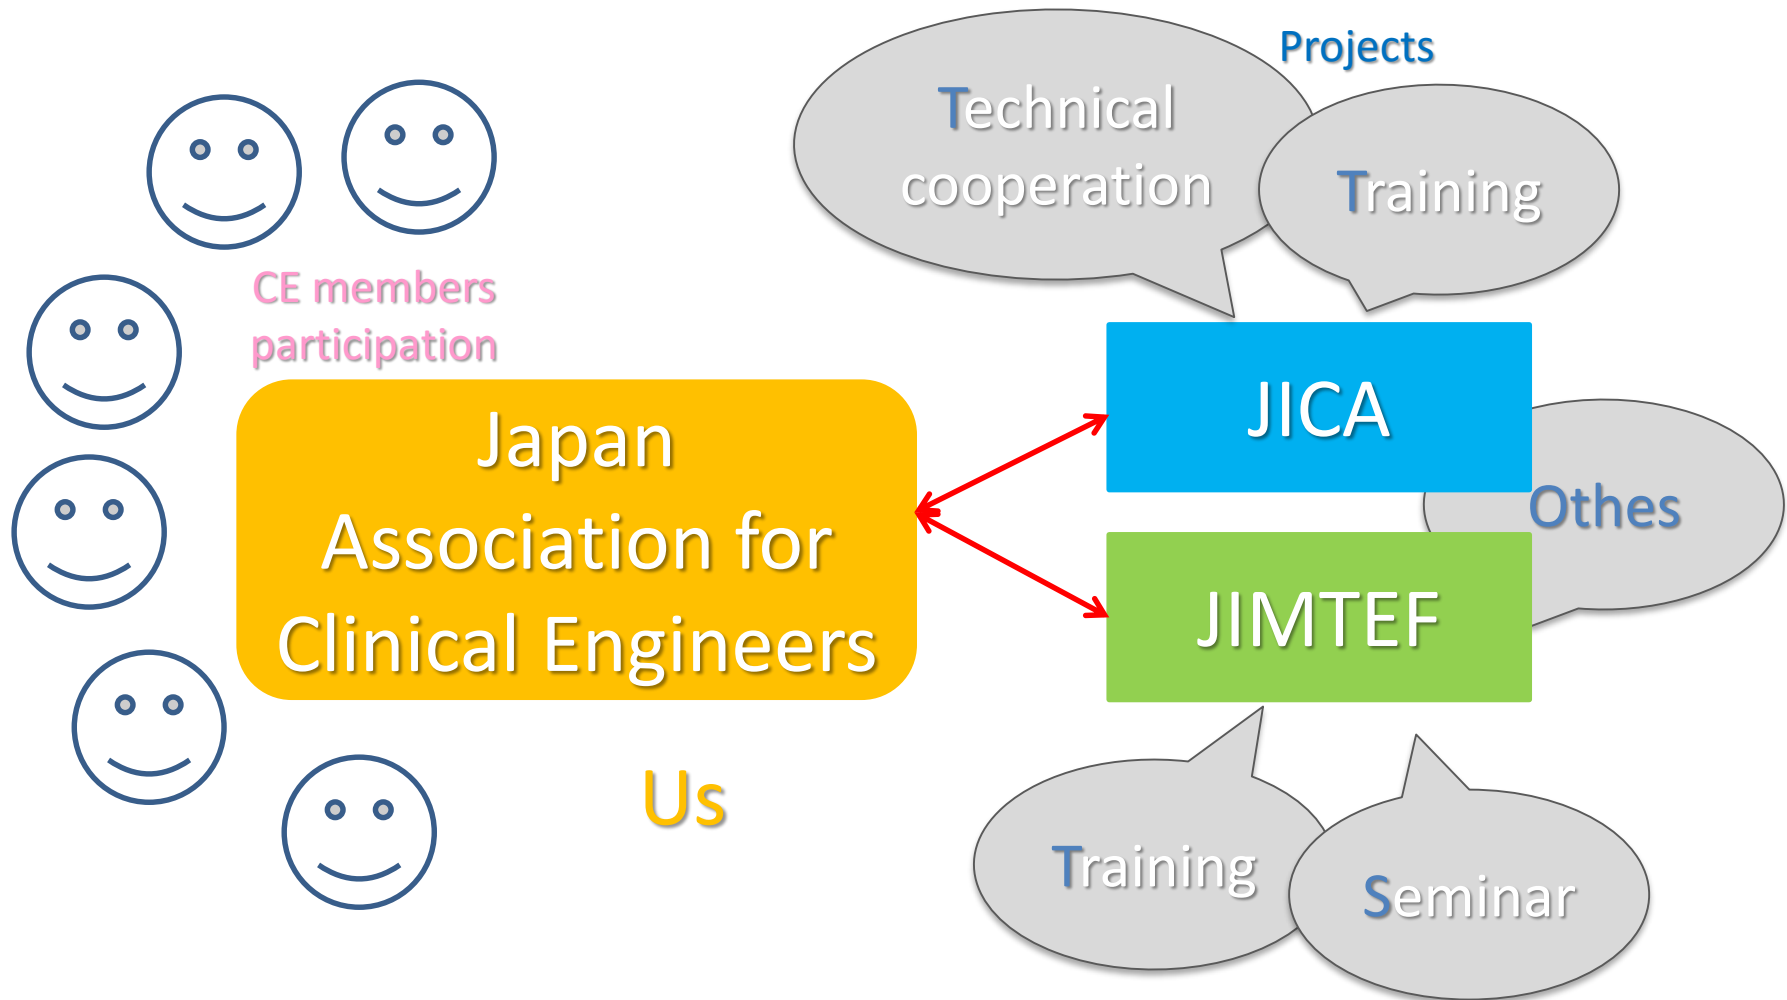 Projects
Technical
cooperation
Training
CE members
participation
Japan
Association for
Clinical Engineers
JICA
Othes
JIMTEF
Us
Training
Seminar